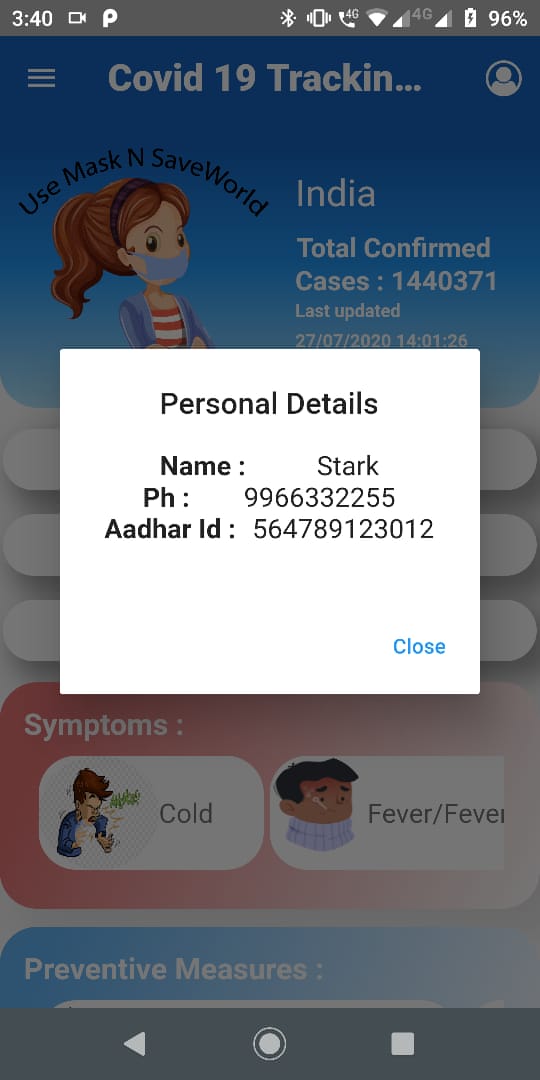 3:40 4G 4G 96%
Covid 19 Trackin...
Use Mask N SaveWorld
India
Total Confirmed
Cases : 1440371
Last updated
27/07/2020 14:01:26
Personal Details
Name : Stark
Ph : 9966332255
Aadhar Id : 564789123012
Close
Symptoms :
Cold
Fever/Fever
Preventive Measures :